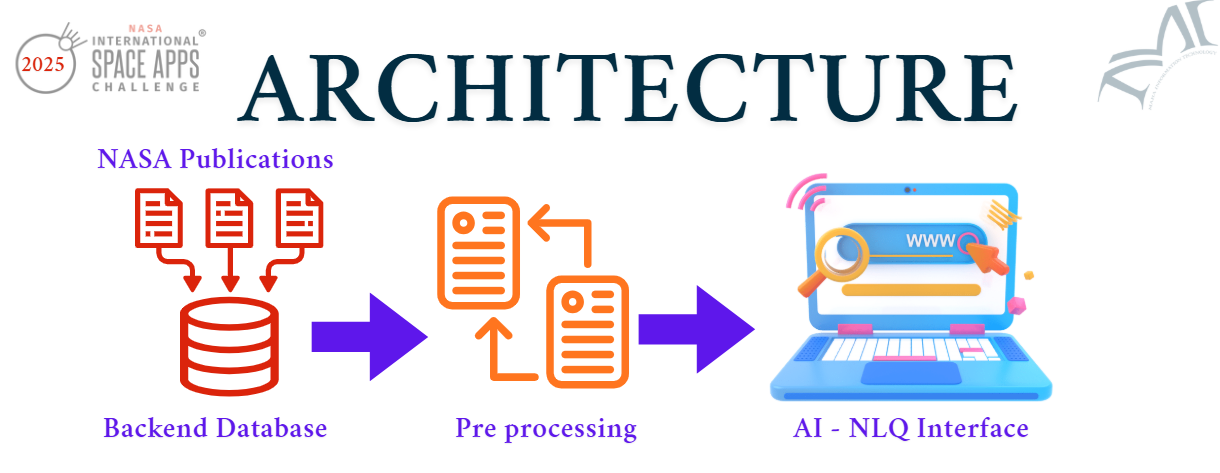 2025
NASA
INTERNATIONAL®
SPACE APPS
CHALLENGE
ARCHITECTURE
NASA Publications
www
Backend Database
Pre processing
AI - NLQ Interface